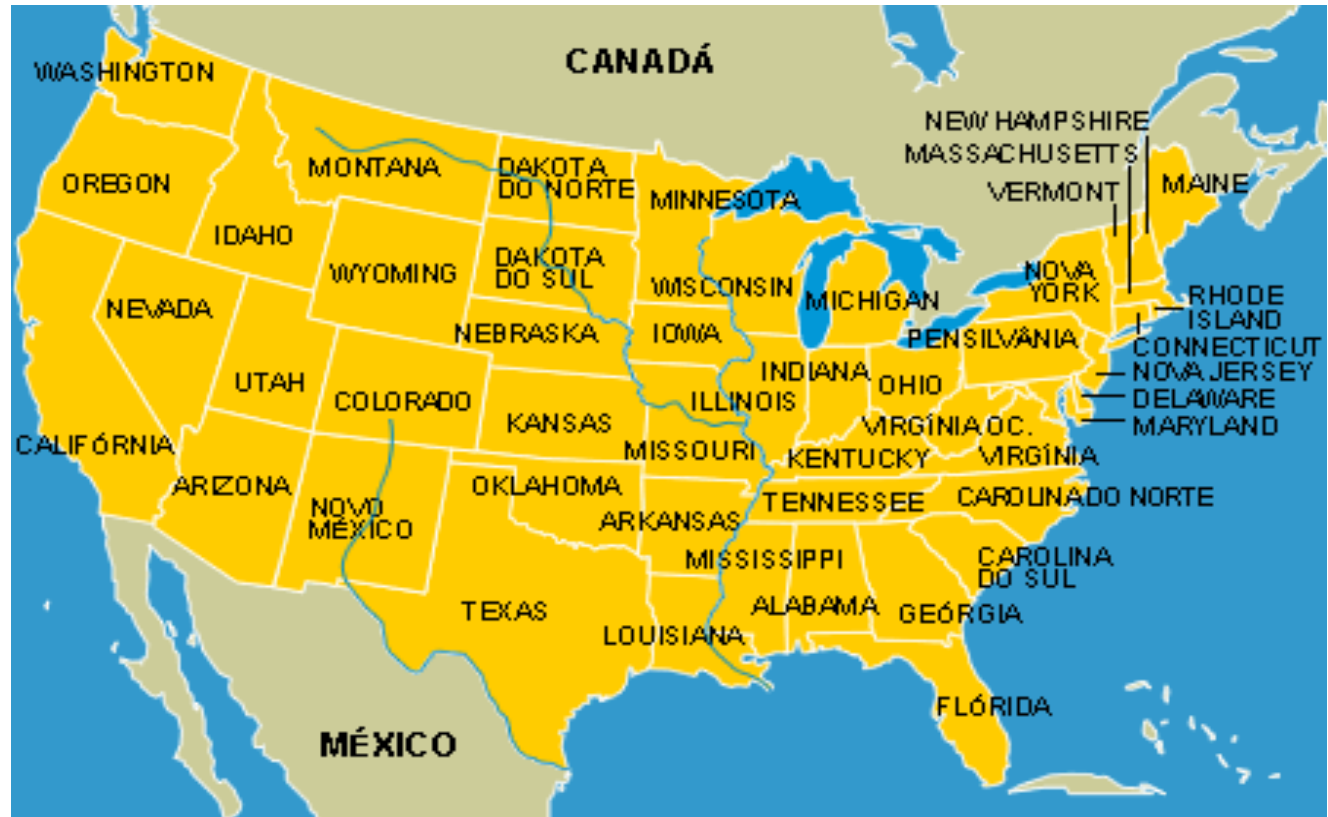 CANADÁ
WASHINGTON
NEW HAMPSHIRE
MASSACHUSETTS
VERMONT
MAINE
MONTANA
DAKOTA
DO NORTE
OREGON
MINNESOTA
IDAHO
WYOMING
DAKOTA
DO SUL
WISCONSIN
MICHIGAN
NOVA
YORK
RHODE
ISLAND
NEVADA
NEBRASKA
IOWA
PENSILVÂNIA
CONNECTICUT
NOVA JERSEY
DELAWARE
MARYLAND
UTAH
COLORADO
INDIANA
OHIO
ILLINOIS
KANSAS
VIRGÍNIA OC.
CALIFÓRNIA
MISSOURI
KENTUCKY
VIRGÍNIA
ARIZONA
NOVO
MÉXICO
OKLAHOMA
TENNESSEE
CAROLINA DO NORTE
ARKANSAS
MISSISSIPPI
CAROLINA
DO SUL
TEXAS
ALABAMA
GEÓRGIA
LOUISIANA
FLÓRIDA
MÉXICO